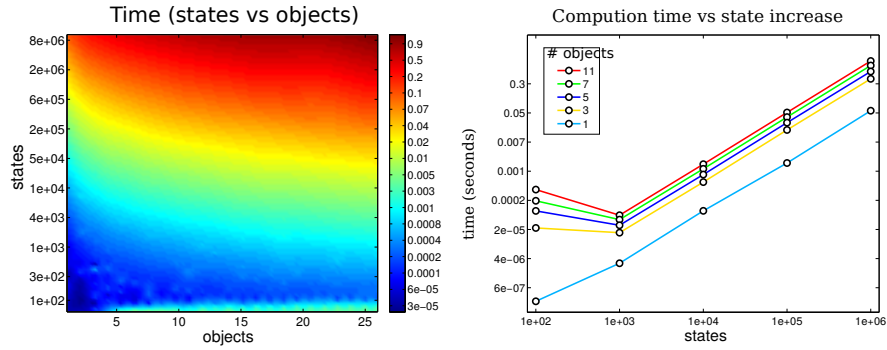 Time (states vs objects)
8e+06
2e+06
6e+05
2e+05
5e+04
1e+04
4e+03
1e+03
3e+02
1e+02
states
5
10
15
20
25
objects
0.9
0.5
0.2
0.1
0.07
0.04
0.02
0.01
0.005
0.003
0.001
0.0008
0.0004
0.0002
0.0001
6e-05
3e-05
Compution time vs state increase
# objects
11
7
5
3
1
0.3
0.05
0.007
0.001
0.0002
2e−05
4e−06
6e−07
time (seconds)
1e+02
1e+03
1e+04
1e+05
1e+06
states